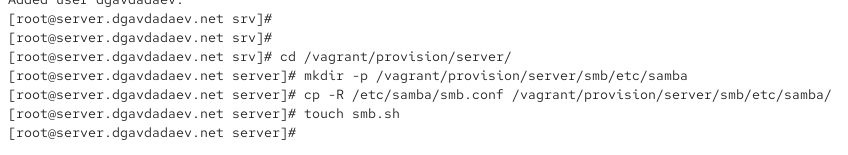 Added user dgavdadaev.
[root@server.dgavdadaev.net srv]#
[root@server.dgavdadaev.net srv]#
[root@server.dgavdadaev.net srv]# cd /vagrant/provision/server/
[root@server.dgavdadaev.net server]# mkdir -p /vagrant/provision/server/smb/etc/samba
[root@server.dgavdadaev.net server]# cp -R /etc/samba/smb.conf /vagrant/provision/server/smb/etc/samba/
[root@server.dgavdadaev.net server]# touch smb.sh
[root@server.dgavdadaev.net server]#